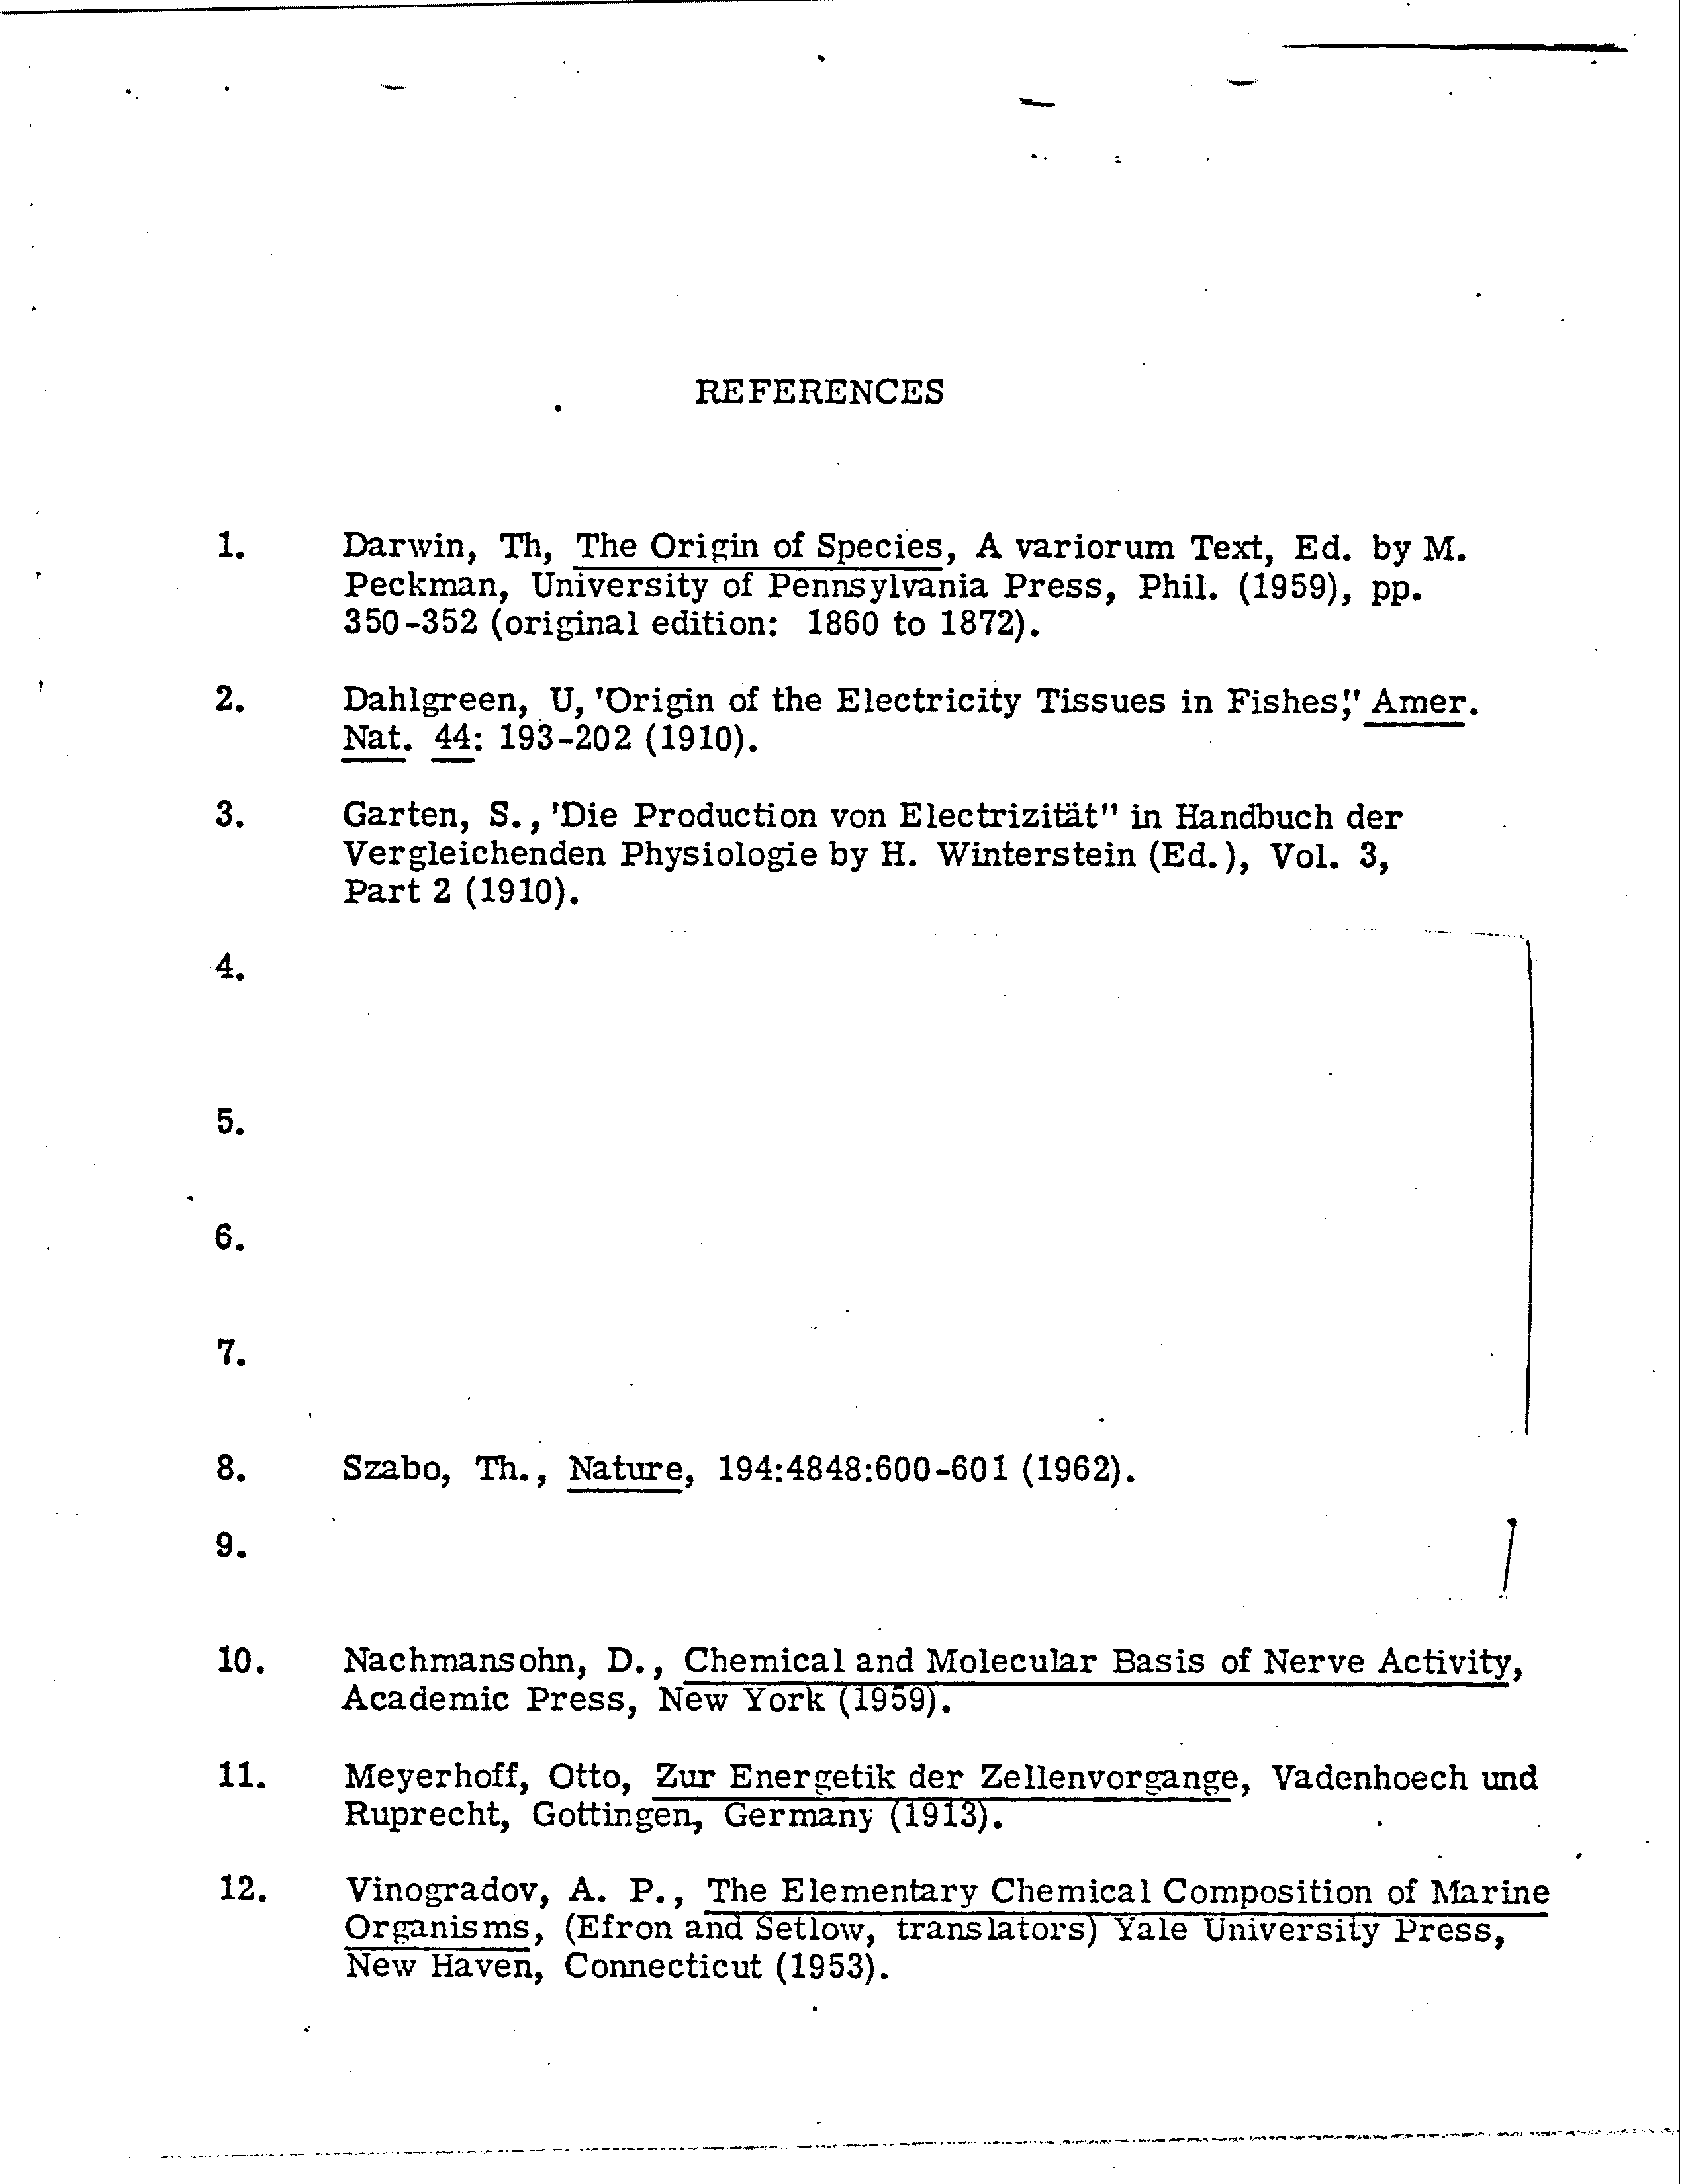 REFERENCES
1. Darwin, Th, The Origin of Species, A variorum Text, Ed. by M.
Peckman, University of Pennsylvania Press, Phil. (1959), pp.
350-352 (original edition: 1860 to 1872).
2. Dahlgreen, U, 'Origin of the Electricity Tissues in Fishes," Amer.
Nat. 44: 193-202 (1910).
3. Garten, S., 'Die Production von Electrizität" in Handbuch der
Vergleichenden Physiologie by H. Winterstein (Ed.), Vol. 3,
Part 2 (1910).
4.
5.
6.
7.
8. Szabo, Th., Nature, 194:4848:600-601 (1962).
9.
10. Nachmansohn, D., Chemical and Molecular Basis of Nerve Activity,
Academic Press, New York (1959).
11. Meyerhoff, Otto, Zur Energetik der Zellenvorgange, Vadenhoech und
Ruprecht, Gottingen, Germany (1913).
12. Vinogradov, A. P., The Elementary Chemical Composition of Marine
Organisms, (Efron and Setlow, translators) Yale University Press,
New Haven, Connecticut (1953).